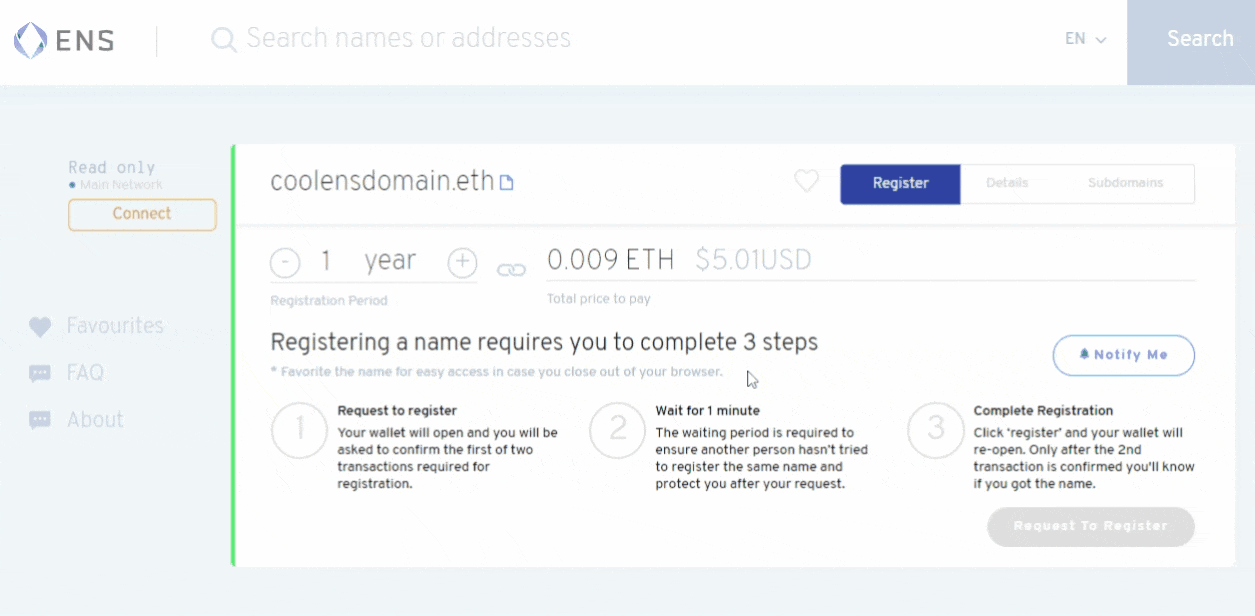 ENS
Search names or addresses
EN
Search
Read only
Main Network
Connect
coolensdomain.eth
Register
Details
Subdomains
- 1 year +
0.009 ETH $5.01USD
Registration Period
Total price to pay
Favourites
FAQ
About
Registering a name requires you to complete 3 steps
* Favorite the name for easy access in case you close out of your browser.
Notify Me
1
Request to register
Your wallet will open and you will be
asked to confirm the first of two
transactions required for
registration.
2
Wait for 1 minute
The waiting period is required to
ensure another person hasn't tried
to register the same name and
protect you after your request.
3
Complete Registration
Click ‘register’ and your wallet will
re-open. Only after the 2nd
transaction is confirmed you'll know
if you got the name.
Request To Register